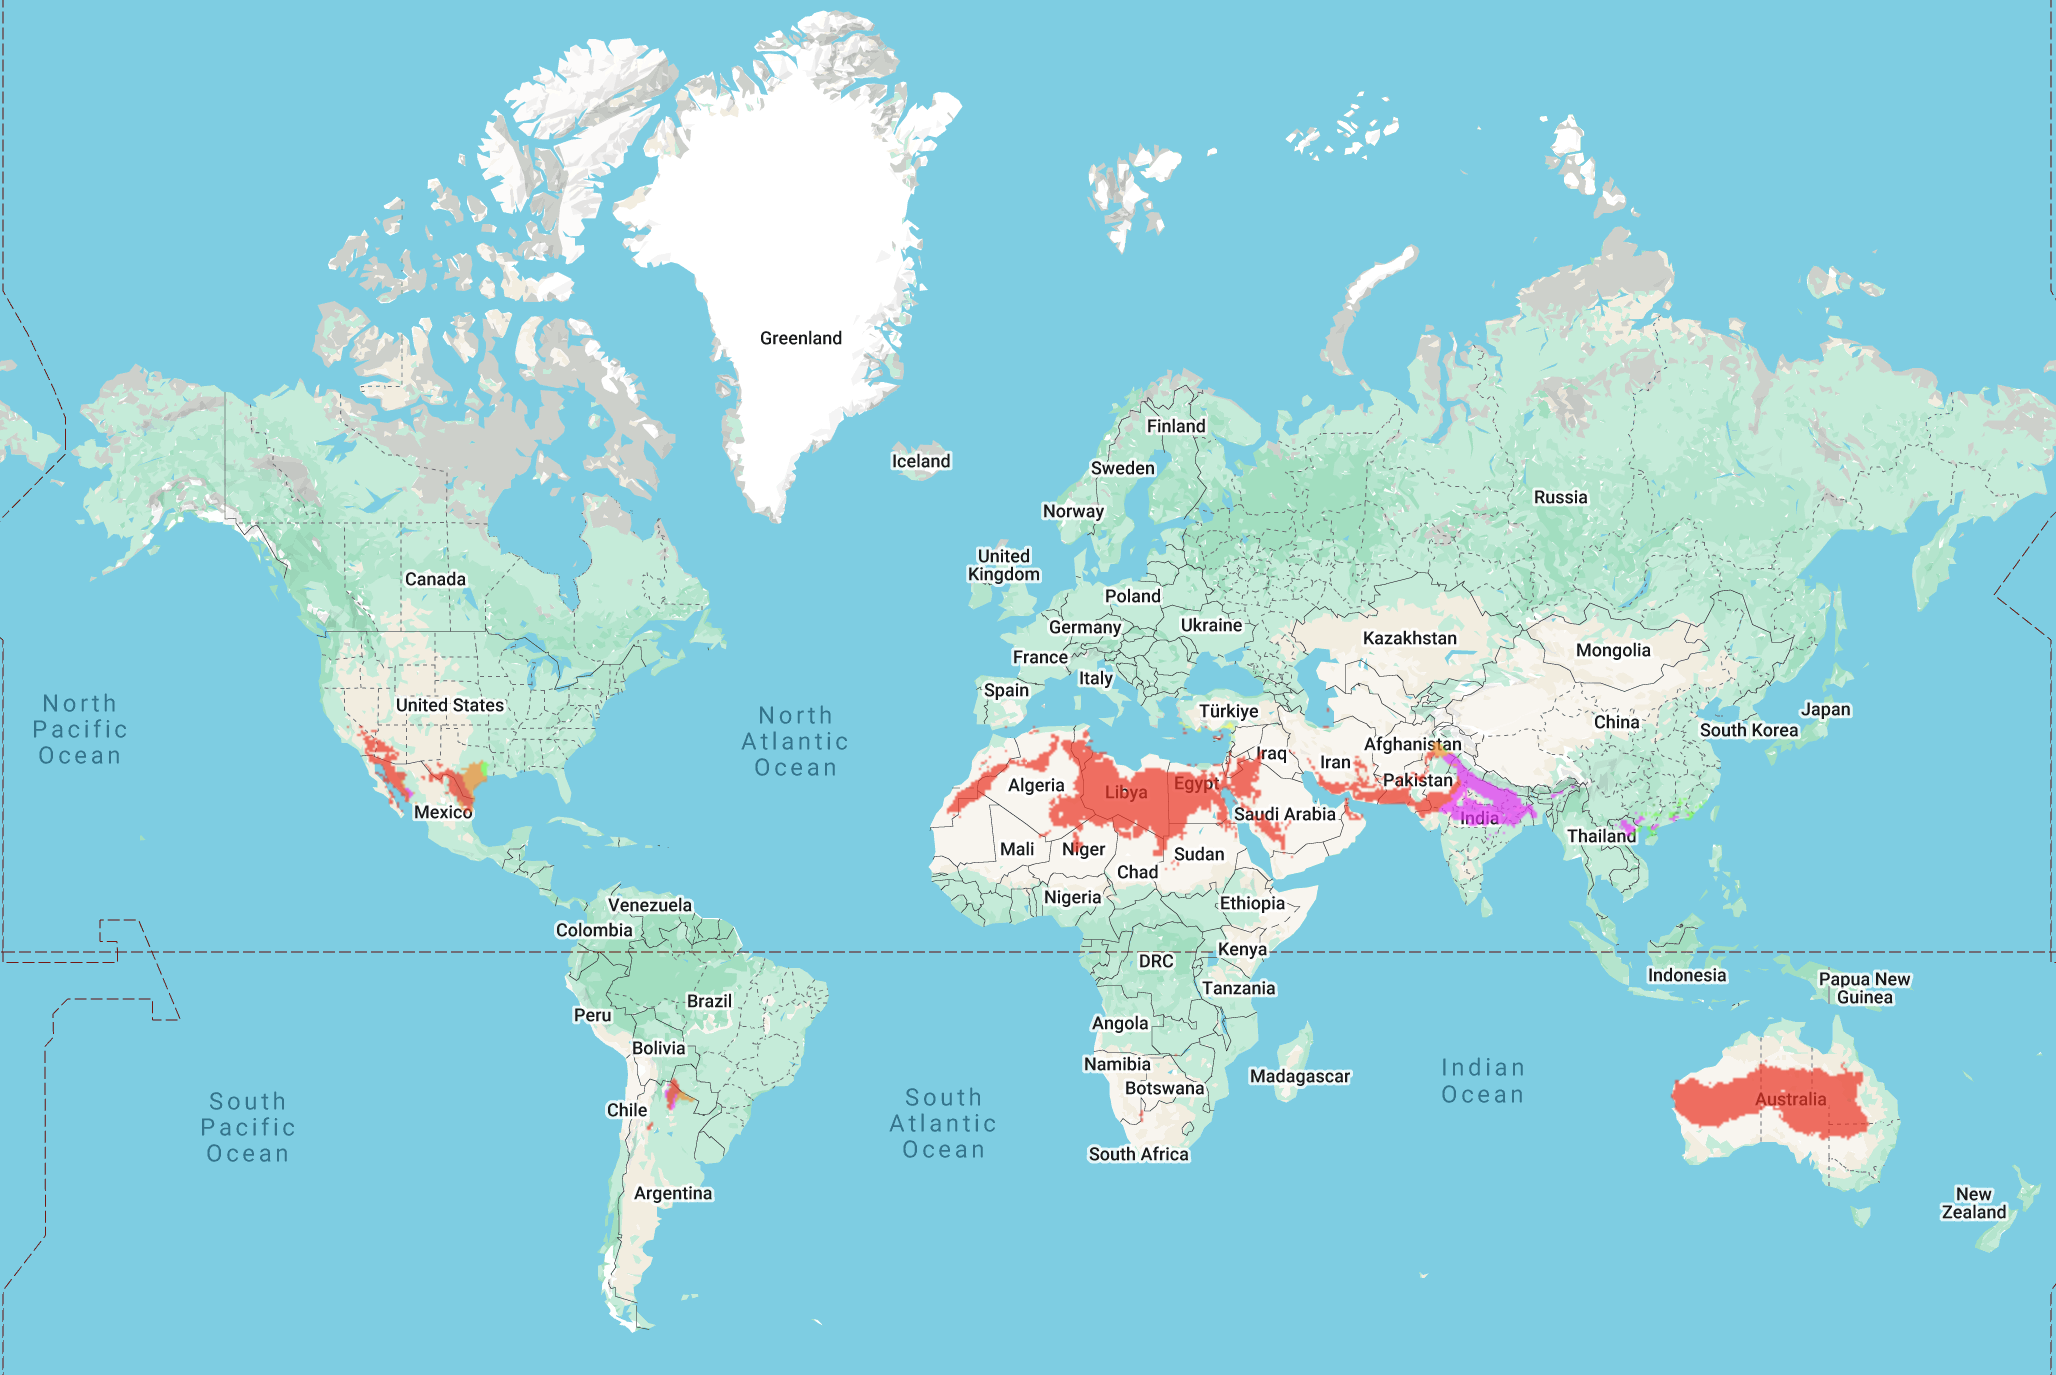 Greenland
Finland
Iceland
Sweden
Russia
Norway
United
Kingdom
Canada
Poland
Germany
Ukraine
Kazakhstan
Mongolia
France
Italy
Spain
North
Pacific
Ocean
United States
North
Atlantic
Ocean
Türkiye
China
Japan
South Korea
Afghanistan
Iraq
Iran
Pakistan
Algeria
Libya
Egypt
Mexico
Saudi Arabia
India
Thailand
Mali
Niger
Sudan
Chad
Nigeria
Ethiopia
Venezuela
Colombia
Kenya
DRC
Indonesia
Papua New
Guinea
Tanzania
Brazil
Peru
Angola
Bolivia
Namibia
Botswana
Madagascar
Indian
Ocean
Australia
South
Pacific
Ocean
Chile
South
Atlantic
Ocean
South Africa
Argentina
New
Zealand